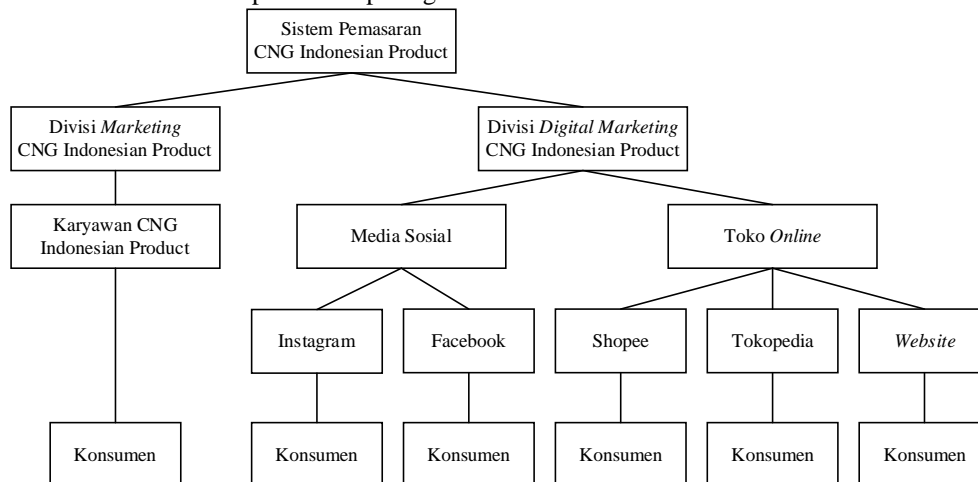 Sistem Pemasaran
CNG Indonesian Product
Divisi Marketing
CNG Indonesian Product
Divisi Digital Marketing
CNG Indonesian Product
Karyawan CNG
Indonesian Product
Media Sosial
Toko Online
Instagram
Facebook
Shopee
Tokopedia
Website
Konsumen
Konsumen
Konsumen
Konsumen
Konsumen
Konsumen